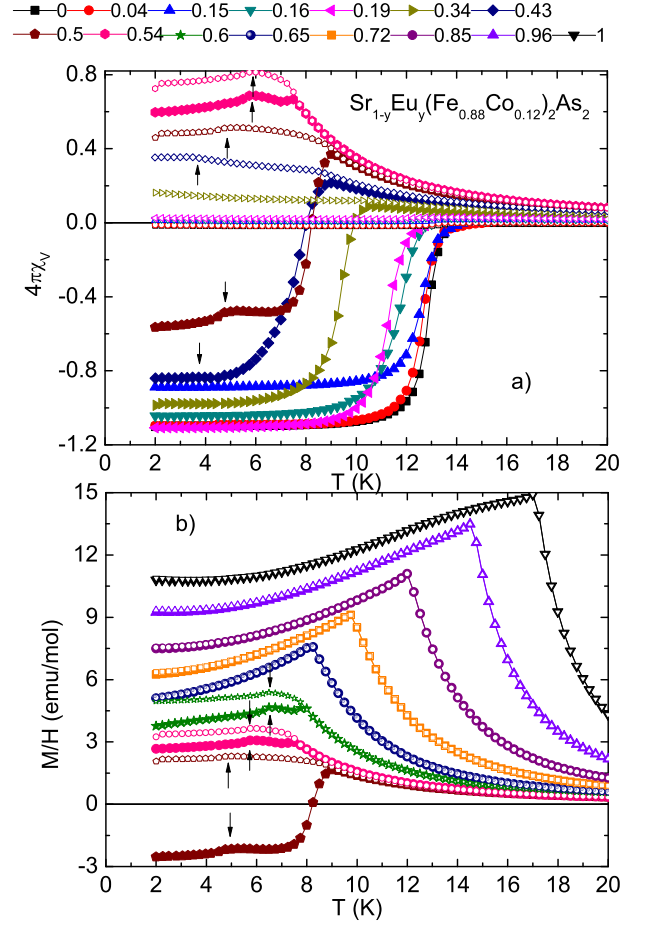 0 0.04 0.15 0.16 0.19 0.34 0.43
0.5 0.54 0.6 0.65 0.72 0.85 0.96 1
Sr1-yEuy(Fe0.88Co0.12)2As2
0.8
0.4
0.0
-0.4
-0.8
-1.2
4πχV
a)
0 2 4 6 8 10 12 14 16 18 20
T (K)
b)
15
12
9
6
3
0
-3
M/H (emu/mol)
0 2 4 6 8 10 12 14 16 18 20
T (K)